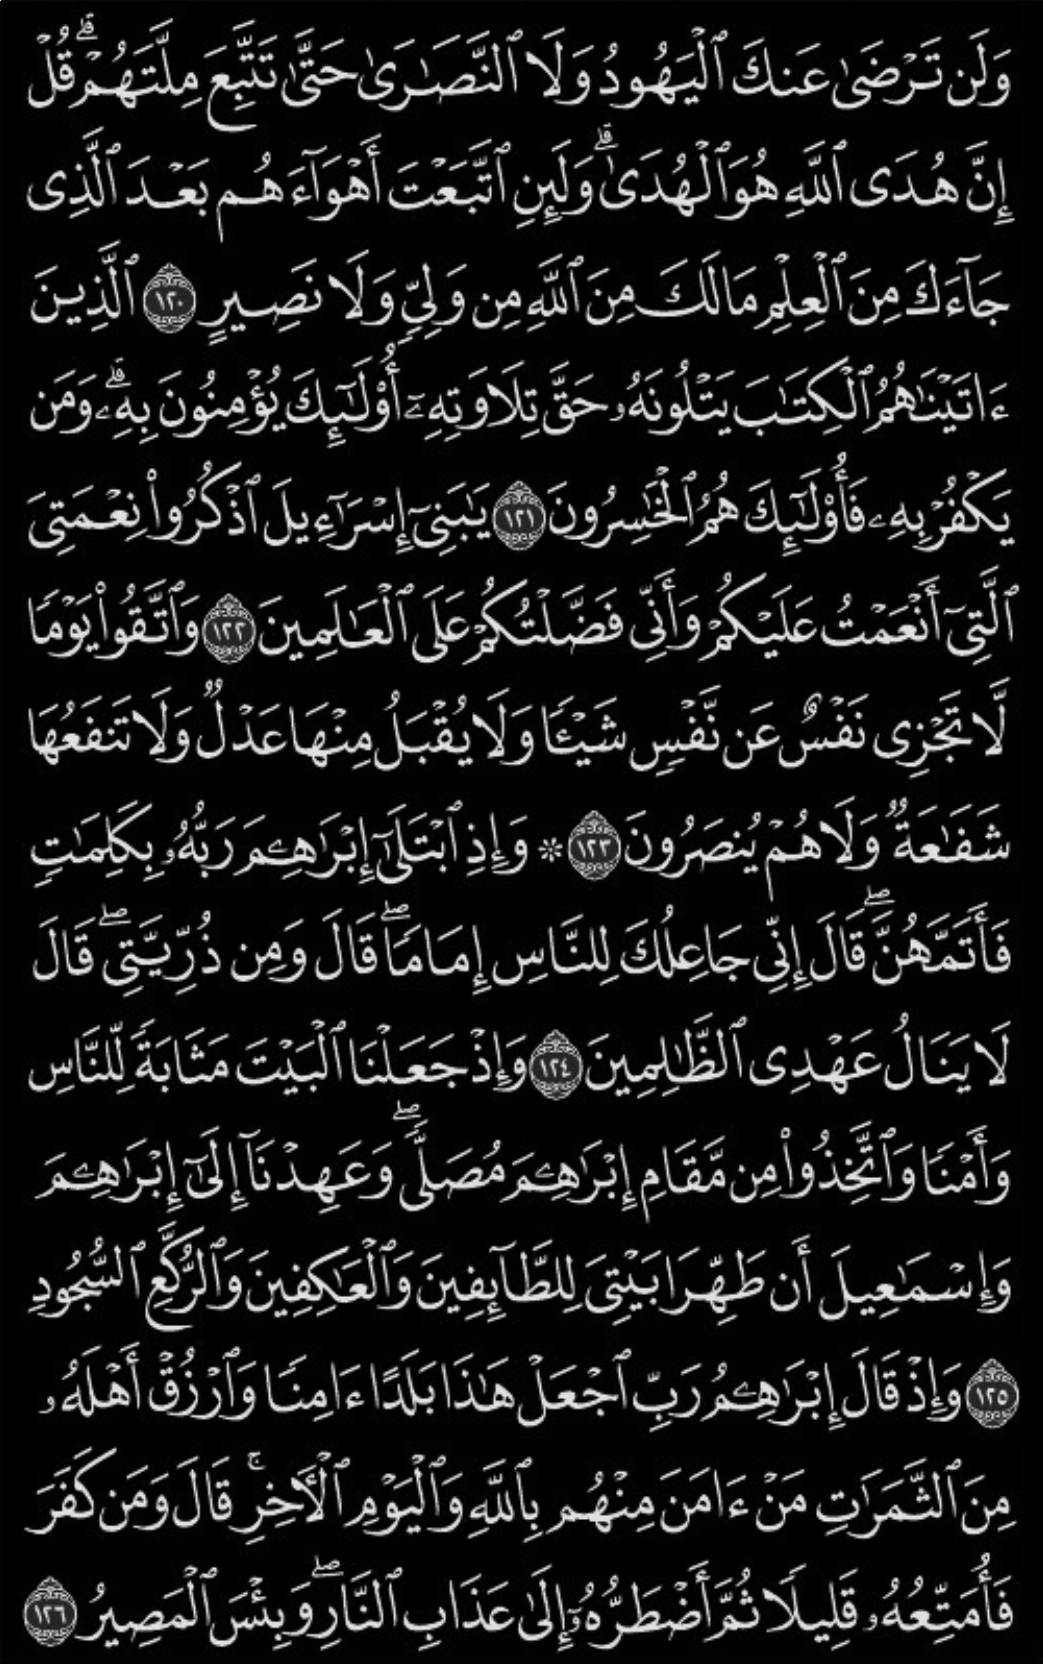 وَلَن تَرْضَىٰ عَنكَ ٱلْيَهُودُ وَلَا ٱلنَّصَـٰرَىٰ حَتَّىٰ تَتَّبِعَ مِلَّتَهُمْ ۗ قُلْ
إِنَّ هُدَى ٱللَّهِ هُوَ ٱلْهُدَىٰ ۗ وَلَئِنِ ٱتَّبَعْتَ أَهْوَآءَهُم بَعْدَ ٱلَّذِى
جَآءَكَ مِنَ ٱلْعِلْمِ مَا لَكَ مِنَ ٱللَّهِ مِن وَلِىٍّ وَلَا نَصِيرٍ ١٢٠ ٱلَّذِينَ
ءَاتَيْنَـٰهُمُ ٱلْكِتَـٰبَ يَتْلُونَهُۥ حَقَّ تِلَاوَتِهِۦٓ أُو۟لَـٰٓئِكَ يُؤْمِنُونَ بِهِۦ ۗ وَمَن
يَكْفُرْ بِهِۦ فَأُو۟لَـٰٓئِكَ هُمُ ٱلْخَـٰسِرُونَ ١٢١ يَـٰبَنِىٓ إِسْرَٰٓءِيلَ ٱذْكُرُوا۟ نِعْمَتِىَ
ٱلَّتِىٓ أَنْعَمْتُ عَلَيْكُمْ وَأَنِّى فَضَّلْتُكُمْ عَلَى ٱلْعَـٰلَمِينَ ١٢٢ وَٱتَّقُوا۟ يَوْمًا
لَّا تَجْزِى نَفْسٌ عَن نَّفْسٍ شَيْـًٔا وَلَا يُقْبَلُ مِنْهَا عَدْلٌ وَلَا تَنفَعُهَا
شَفَـٰعَةٌ وَلَا هُمْ يُنصَرُونَ ١٢٣ ۞ وَإِذِ ٱبْتَلَىٰٓ إِبْرَٰهِـۧمَ رَبُّهُۥ بِكَلِمَـٰتٍ
فَأَتَمَّهُنَّ ۖ قَالَ إِنِّى جَاعِلُكَ لِلنَّاسِ إِمَامًا ۖ قَالَ وَمِن ذُرِّيَّتِى ۖ قَالَ
لَا يَنَالُ عَهْدِى ٱلظَّـٰلِمِينَ ١٢٤ وَإِذْ جَعَلْنَا ٱلْبَيْتَ مَثَابَةً لِّلنَّاسِ
وَأَمْنًا وَٱتَّخِذُوا۟ مِن مَّقَامِ إِبْرَٰهِـۧمَ مُصَلًّى ۖ وَعَهِدْنَآ إِلَىٰٓ إِبْرَٰهِـۧمَ
وَإِسْمَـٰعِيلَ أَن طَهِّرَا بَيْتِىَ لِلطَّآئِفِينَ وَٱلْعَـٰكِفِينَ وَٱلرُّكَّعِ ٱلسُّجُودِ
١٢٥ وَإِذْ قَالَ إِبْرَٰهِـۧمُ رَبِّ ٱجْعَلْ هَـٰذَا بَلَدًا ءَامِنًا وَٱرْزُقْ أَهْلَهُۥ
مِنَ ٱلثَّمَرَٰتِ مَنْ ءَامَنَ مِنْهُم بِٱللَّهِ وَٱلْيَوْمِ ٱلْـَٔاخِرِ ۚ قَالَ وَمَن كَفَرَ
فَأُمَتِّعُهُۥ قَلِيلًا ثُمَّ أَضْطَرُّهُۥٓ إِلَىٰ عَذَابِ ٱلنَّارِ ۖ وَبِئْسَ ٱلْمَصِيرُ ١٢٦